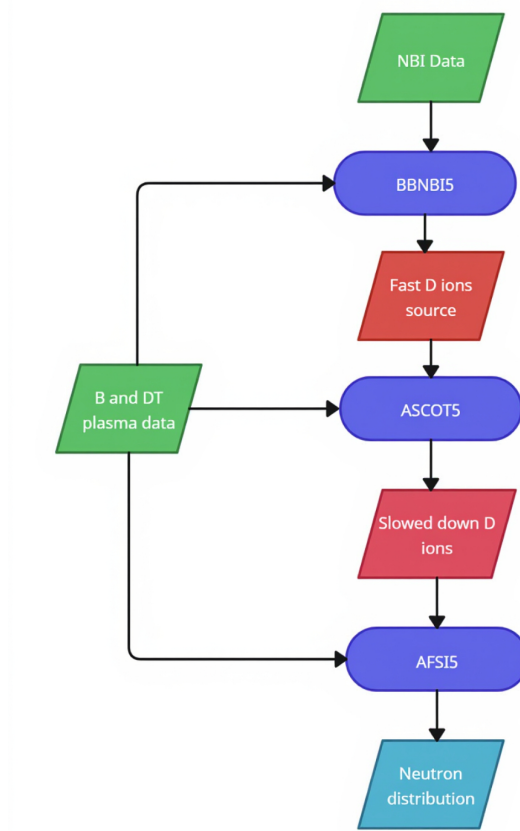 NBI Data
BBNBI5
Fast D ions
source
B and DT
plasma data
ASCOT5
Slowed down D
ions
AFSI5
Neutron
distribution